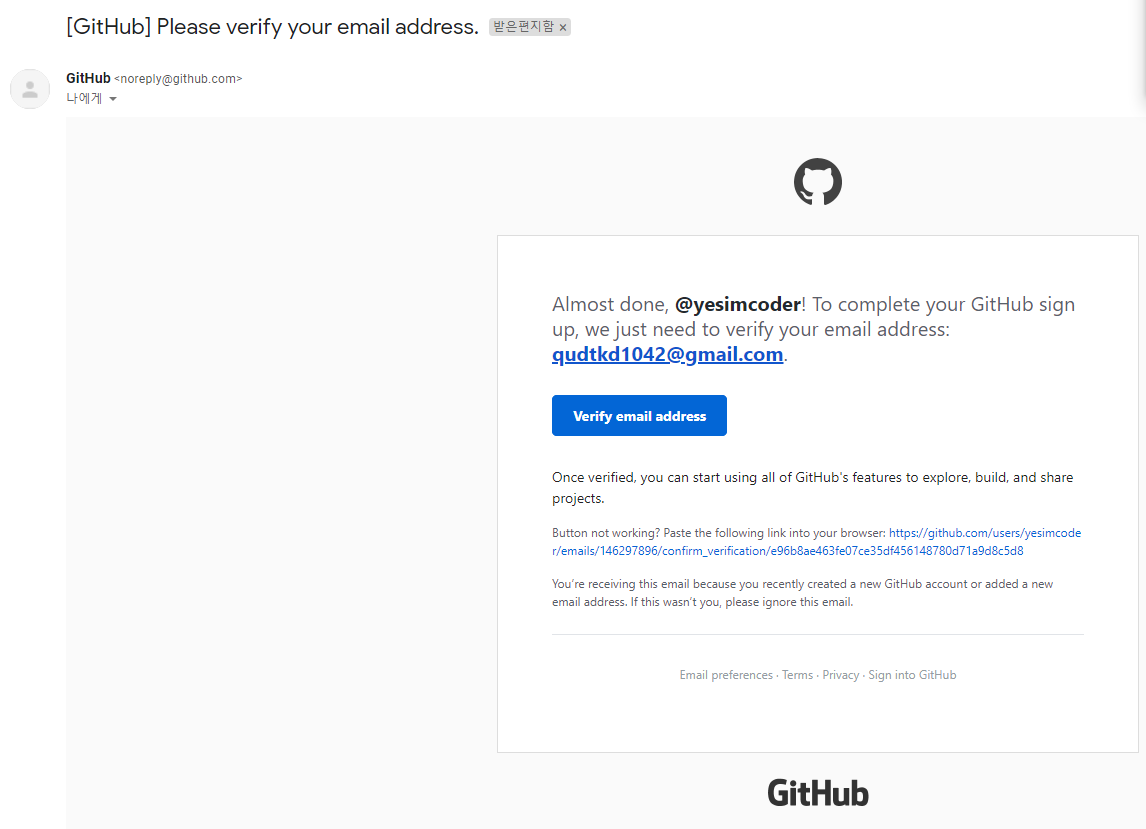 [GitHub] Please verify your email address. 받은편지함 ×
GitHub <noreply@github.com>
나에게
Almost done, @yesimcoder! To complete your GitHub sign
up, we just need to verify your email address:
qudtkd1042@gmail.com.
Verify email address
Once verified, you can start using all of GitHub's features to explore, build, and share
projects.
Button not working? Paste the following link into your browser: https://github.com/users/yesimcode
r/emails/146297896/confirm_verification/e96b8ae463fe07ce35df456148780d71a9d8c5d8
You’re receiving this email because you recently created a new GitHub account or added a new
email address. If this wasn’t you, please ignore this email.
Email preferences · Terms · Privacy · Sign into GitHub
GitHub